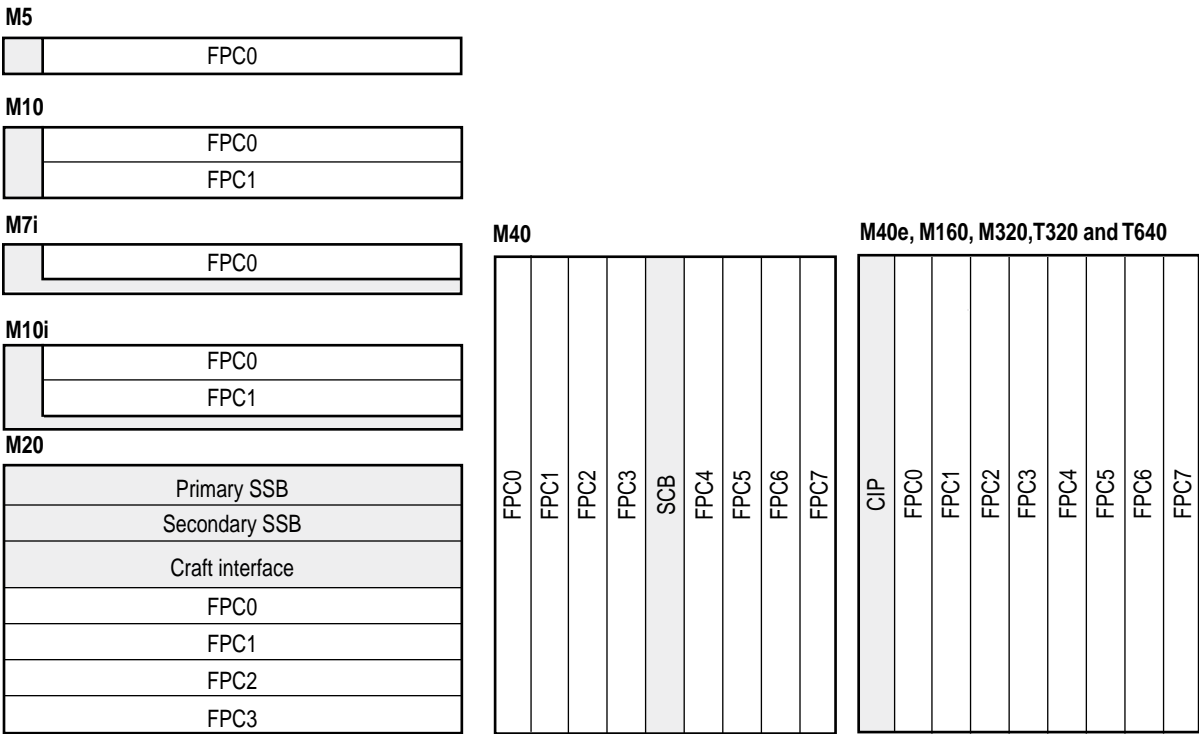 M5
FPC0
M10
FPC0
FPC1
M7i
FPC0
M10i
FPC0
FPC1
M20
Primary SSB
Secondary SSB
Craft interface
FPC0
FPC1
FPC2
FPC3
M40
FPC0
FPC1
FPC2
FPC3
SCB
FPC4
FPC5
FPC6
FPC7
M40e, M160, M320,T320 and T640
CIP
FPC0
FPC1
FPC2
FPC3
FPC4
FPC5
FPC6
FPC7